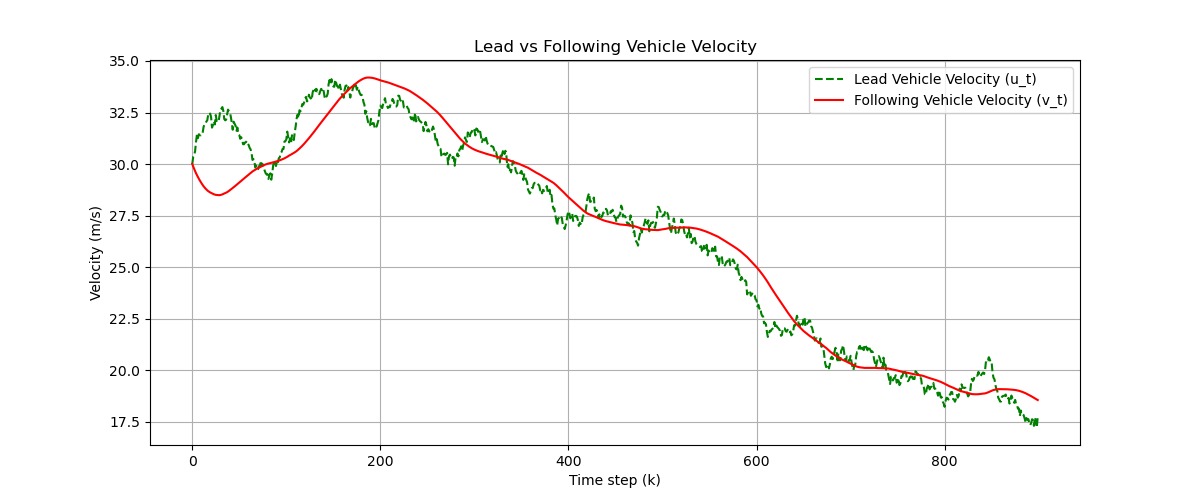 Lead vs Following Vehicle Velocity
Lead Vehicle Velocity (u_t)
Following Vehicle Velocity (v_t)
Velocity (m/s)
35.0
32.5
30.0
27.5
25.0
22.5
20.0
17.5
0 200 400 600 800
Time step (k)